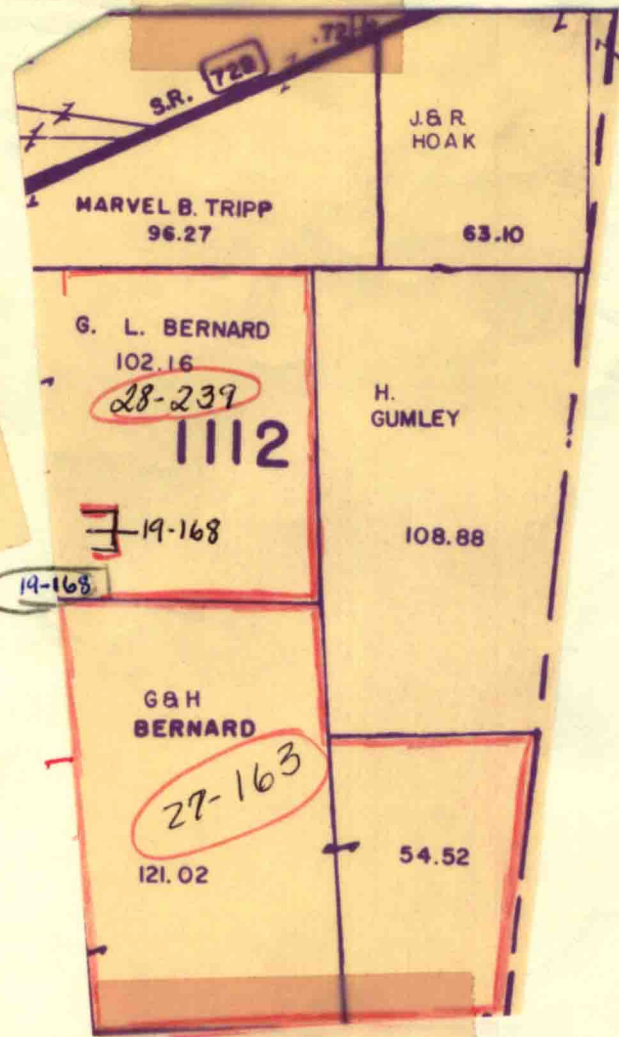 .72
S.R. 729
J. & R.
HOAK
MARVEL B. TRIPP
96.27
63.10
G. L. BERNARD
102.16
28-239
1112
H.
GUMLEY
19-168
108.88
19-168
G & H
BERNARD
27-163
121.02
54.52